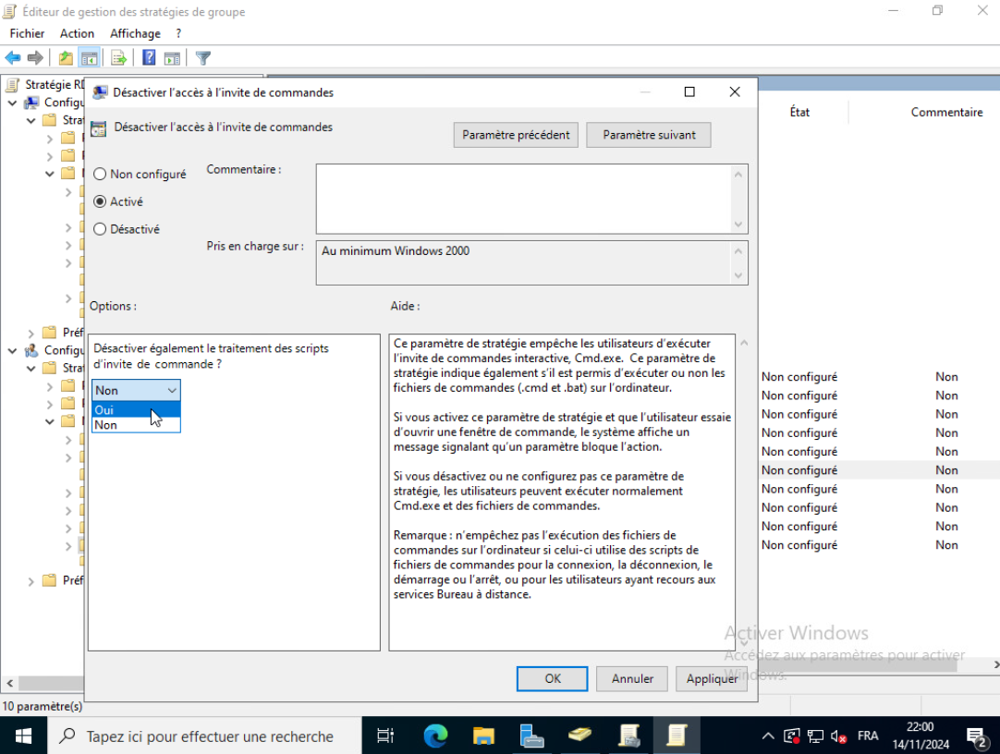 Éditeur de gestion des stratégies de groupe
Fichier Action Affichage ?
Stratégie RD
Configu
Strat
Préf
Configu
Strat
Préf
État Commentaire
Désactiver l'accès à l'invite de commandes
Désactiver l'accès à l'invite de commandes
Paramètre précédent Paramètre suivant
Non configuré
Activé
Désactivé
Commentaire :
Pris en charge sur :
Au minimum Windows 2000
Options :
Aide :
Désactiver également le traitement des scripts
d'invite de commande ?
Non
Oui
Non
Ce paramètre de stratégie empêche les utilisateurs d'exécuter
l'invite de commandes interactive, Cmd.exe. Ce paramètre de
stratégie indique également s'il est permis d'exécuter ou non les
fichiers de commandes (.cmd et .bat) sur l'ordinateur.
Si vous activez ce paramètre de stratégie et que l'utilisateur essaie
d'ouvrir une fenêtre de commande, le système affiche un
message signalant qu'un paramètre bloque l'action.
Si vous désactivez ou ne configurez pas ce paramètre de
stratégie, les utilisateurs peuvent exécuter normalement
Cmd.exe et des fichiers de commandes.
Remarque : n'empêchez pas l'exécution des fichiers de
commandes sur l'ordinateur si celui-ci utilise des scripts de
fichiers de commandes pour la connexion, la déconnexion, le
démarrage ou l'arrêt, ou pour les utilisateurs ayant recours aux
services Bureau à distance.
Non configuré Non
Non configuré Non
Non configuré Non
Non configuré Non
Non configuré Non
Non configuré Non
Non configuré Non
Non configuré Non
Non configuré Non
Non configuré Non
OK Annuler Appliquer
Activer Windows
Accédez aux paramètres pour activer
Windows.
10 paramètre(s)
Tapez ici pour effectuer une recherche
FRA
22:00
14/11/2024
2